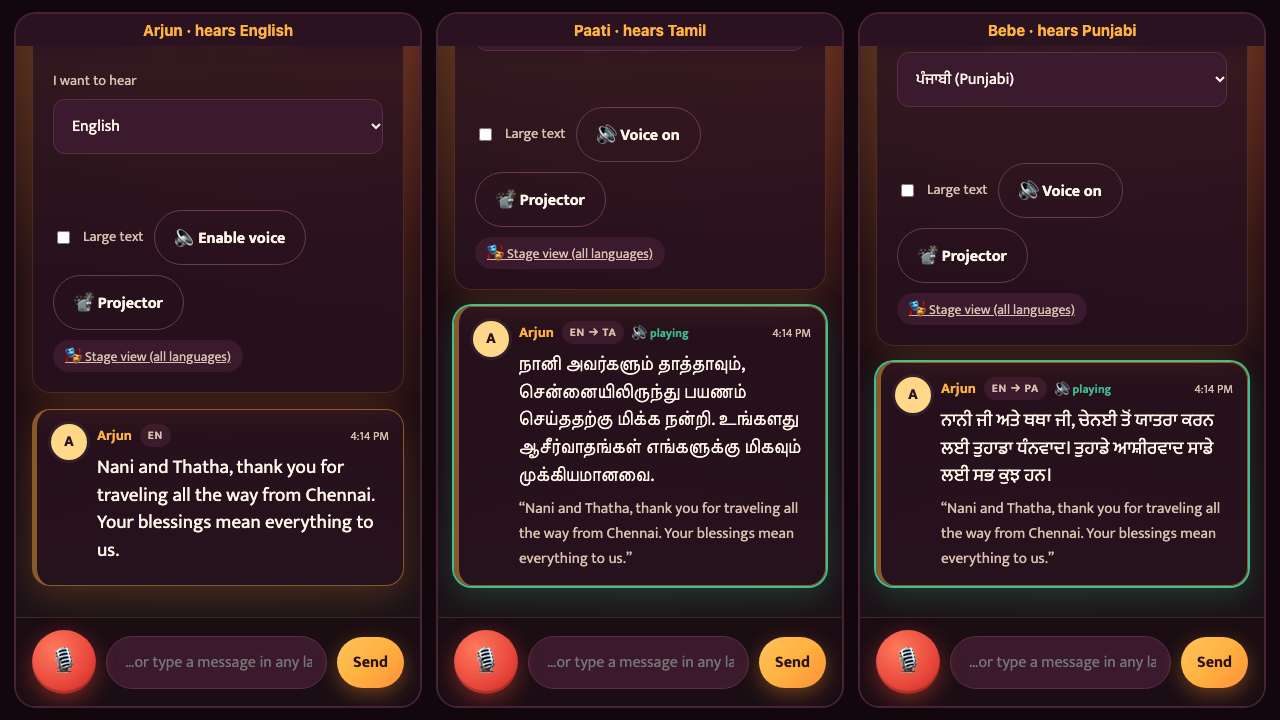 Arjun · hears English
I want to hear
English
Large text
Enable voice
Projector
Stage view (all languages)
A
Arjun
EN
4:14 PM
Nani and Thatha, thank you for
traveling all the way from Chennai.
Your blessings mean everything to
us.
...or type a message in any la
Send
Paati · hears Tamil
Large text
Voice on
Projector
Stage view (all languages)
A
Arjun
EN → TA
playing
4:14 PM
நானி அவர்களும் தாத்தாவும்,
சென்னையிலிருந்து பயணம்
செய்ததற்கு மிக்க நன்றி. உங்களது
ஆசீர்வாதங்கள் எங்களுக்கு மிகவும்
முக்கியமானவை.
“Nani and Thatha, thank you for traveling all
the way from Chennai. Your blessings mean
everything to us.”
...or type a message in any la
Send
Bebe · hears Punjabi
ਪੰਜਾਬੀ (Punjabi)
Large text
Voice on
Projector
Stage view (all languages)
A
Arjun
EN → PA
playing
4:14 PM
ਨਾਨੀ ਜੀ ਅਤੇ ਥਥਾ ਜੀ, ਚੇਨਈ ਤੋਂ ਯਾਤਰਾ ਕਰਨ
ਲਈ ਤੁਹਾਡਾ ਧੰਨਵਾਦ। ਤੁਹਾਡੇ ਆਸ਼ੀਰਵਾਦ ਸਾਡੇ
ਲਈ ਸਭ ਕੁਝ ਹਨ।
“Nani and Thatha, thank you for traveling all
the way from Chennai. Your blessings mean
everything to us.”
...or type a message in any la
Send